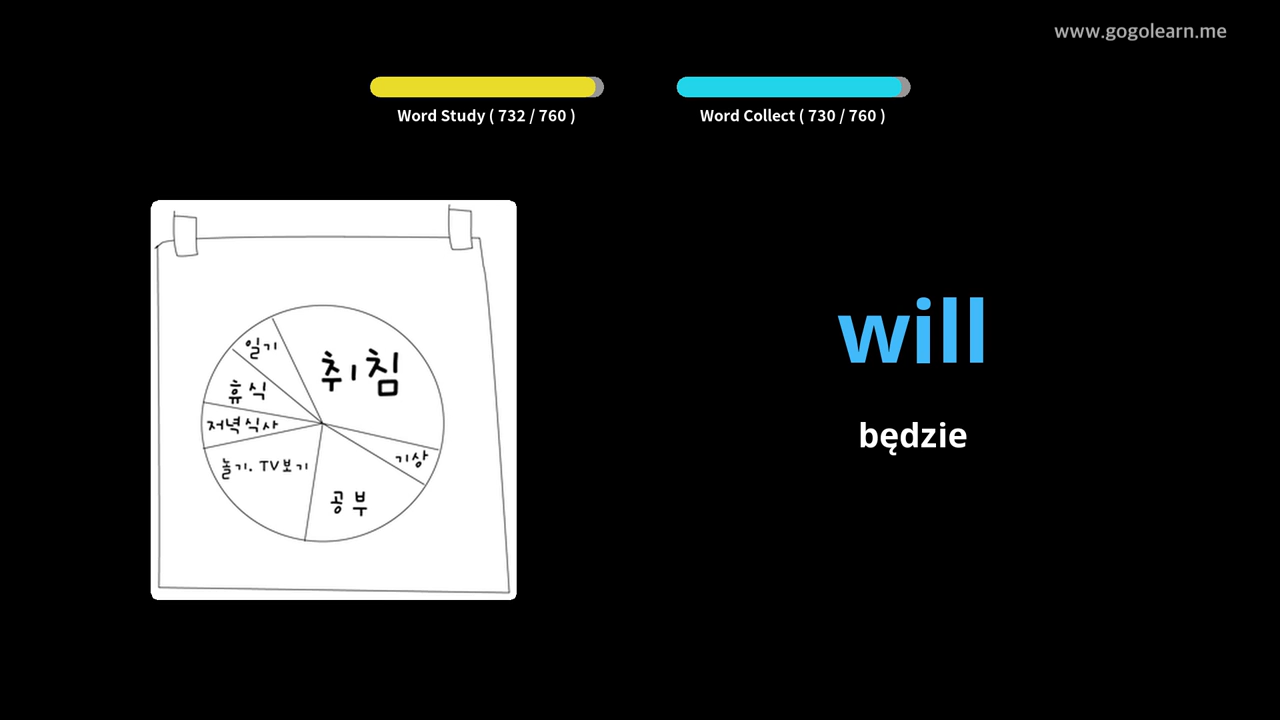 www.gogolearn.me
Word Study ( 732 / 760 )
Word Collect ( 730 / 760 )
일기
취침
휴식
저녁식사
놀기. TV보기
기상
공부
will
będzie